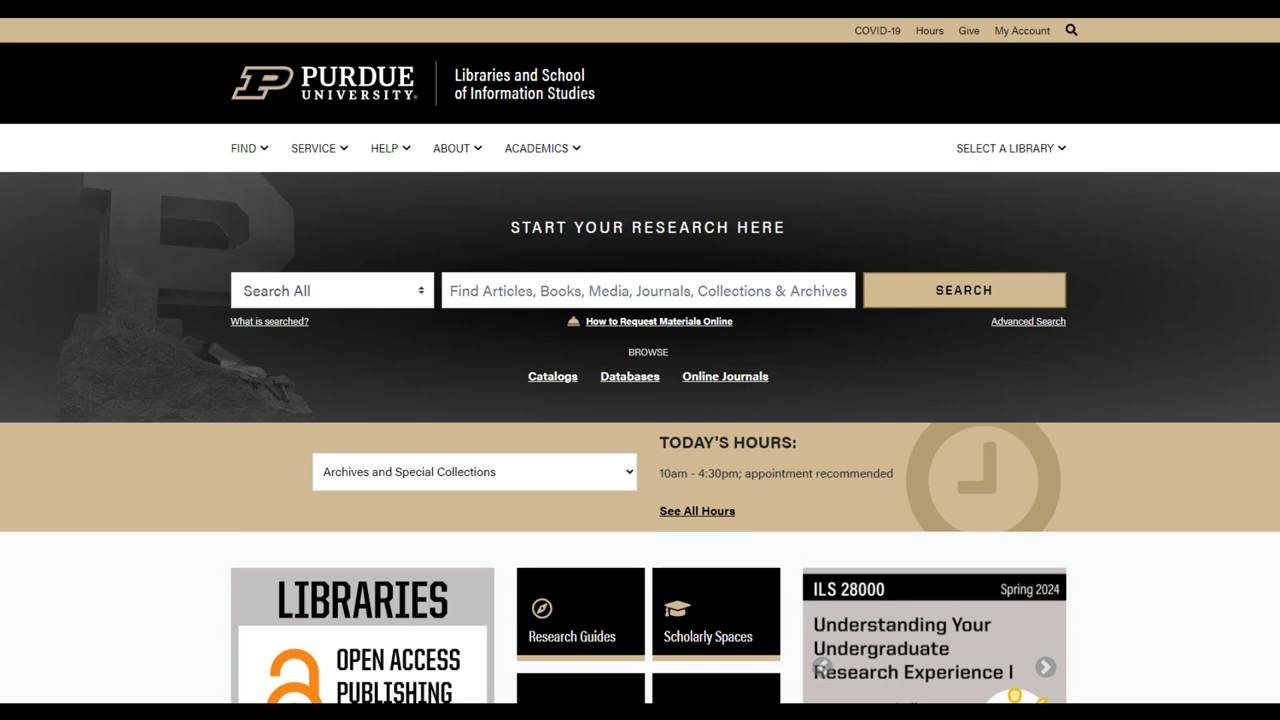 COVID-19 Hours Give My Account
PURDUE
UNIVERSITY®
Libraries and School
of Information Studies
FIND SERVICE HELP ABOUT ACADEMICS SELECT A LIBRARY
START YOUR RESEARCH HERE
Search All Find Articles, Books, Media, Journals, Collections & Archives SEARCH
What is searched? How to Request Materials Online Advanced Search
BROWSE
Catalogs Databases Online Journals
Archives and Special Collections
TODAY'S HOURS:
10am - 4:30pm; appointment recommended
See All Hours
LIBRARIES
OPEN ACCESS
PUBLISHING
Research Guides
Scholarly Spaces
ILS 28000 Spring 2024
Understanding Your
Undergraduate
Research Experience I